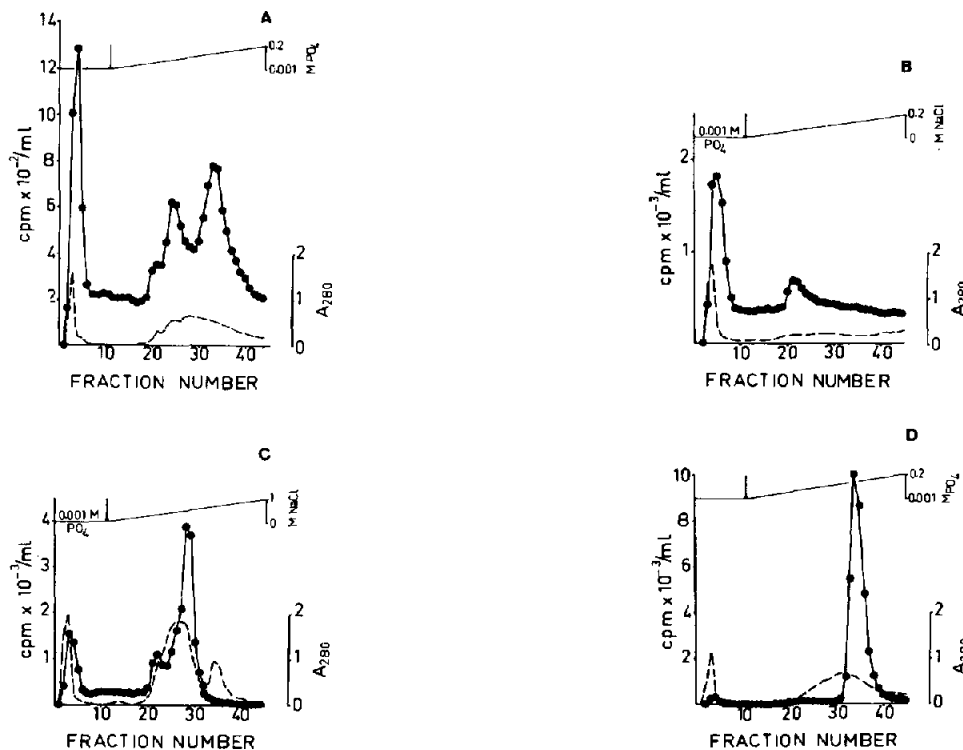 A
14
12
10
8
6
4
2
cpm x 10⁻²/ml
0.2
0.001
M PO₄
2
1
0
A₂₈₀
10 20 30 40
FRACTION NUMBER
B
0.001 M
PO₄
0.2
0
M NaCl
2
1
cpm x 10⁻³/ml
2
1
0
A₂₈₀
10 20 30 40
FRACTION NUMBER
C
0.001 M
PO₄
1
0
M NaCl
4
3
2
1
cpm x 10⁻³/ml
2
1
0
A₂₈₀
10 20 30 40
FRACTION NUMBER
D
10
8
6
4
2
cpm x 10⁻³/ml
0.2
0.001
M PO₄
2
1
0
A₂₈₀
10 20 30 40
FRACTION NUMBER